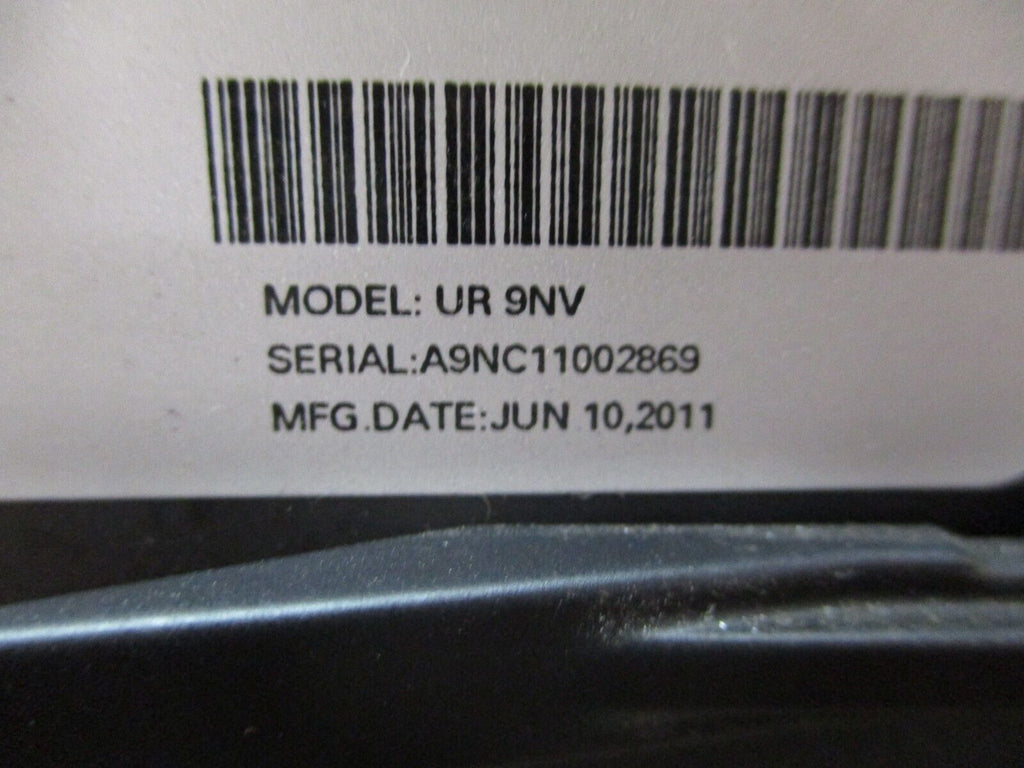 MODEL: UR 9NV
SERIAL:A9NC11002869
MFG.DATE:JUN 10,2011